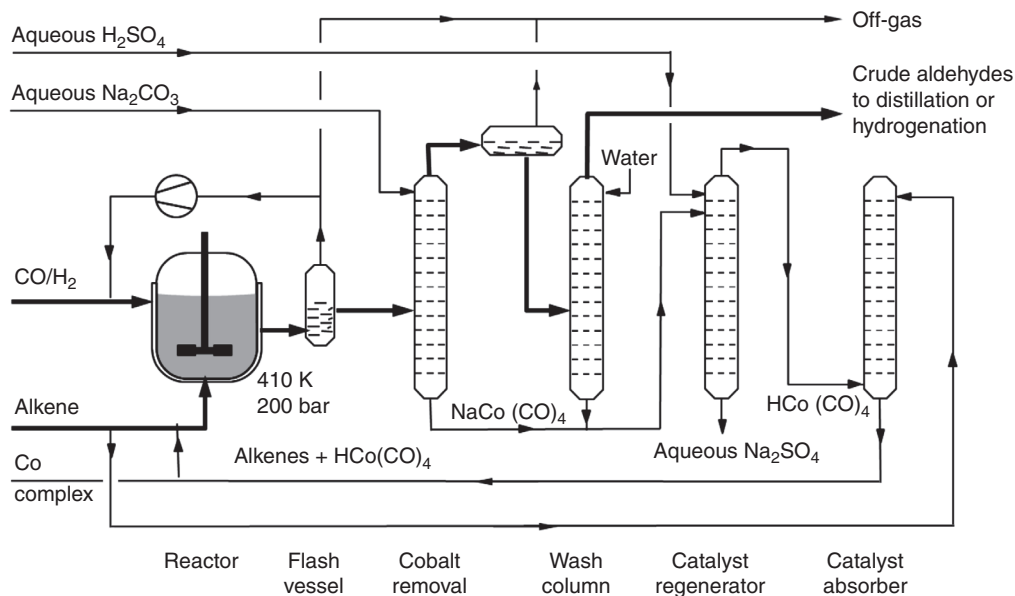 Off-gas
Aqueous H₂SO₄
Crude aldehydes
to distillation or
hydrogenation
Aqueous Na₂CO₃
Water
CO/H₂
410 K
200 bar
Alkene
NaCo (CO)₄
HCo (CO)₄
Aqueous Na₂SO₄
Alkenes + HCo(CO)₄
Co
complex
Reactor
Flash
vessel
Cobalt
removal
Wash
column
Catalyst
regenerator
Catalyst
absorber